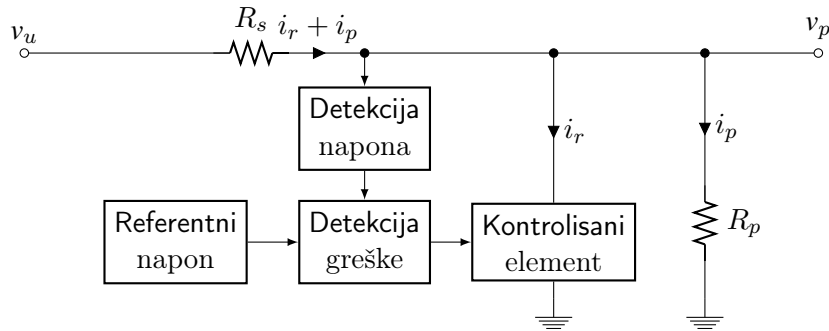 R_s
i_r + i_p
v_u
v_p
Detekcija
napona
i_r
i_p
Referentni
napon
Detekcija
greške
Kontrolisani
element
R_p